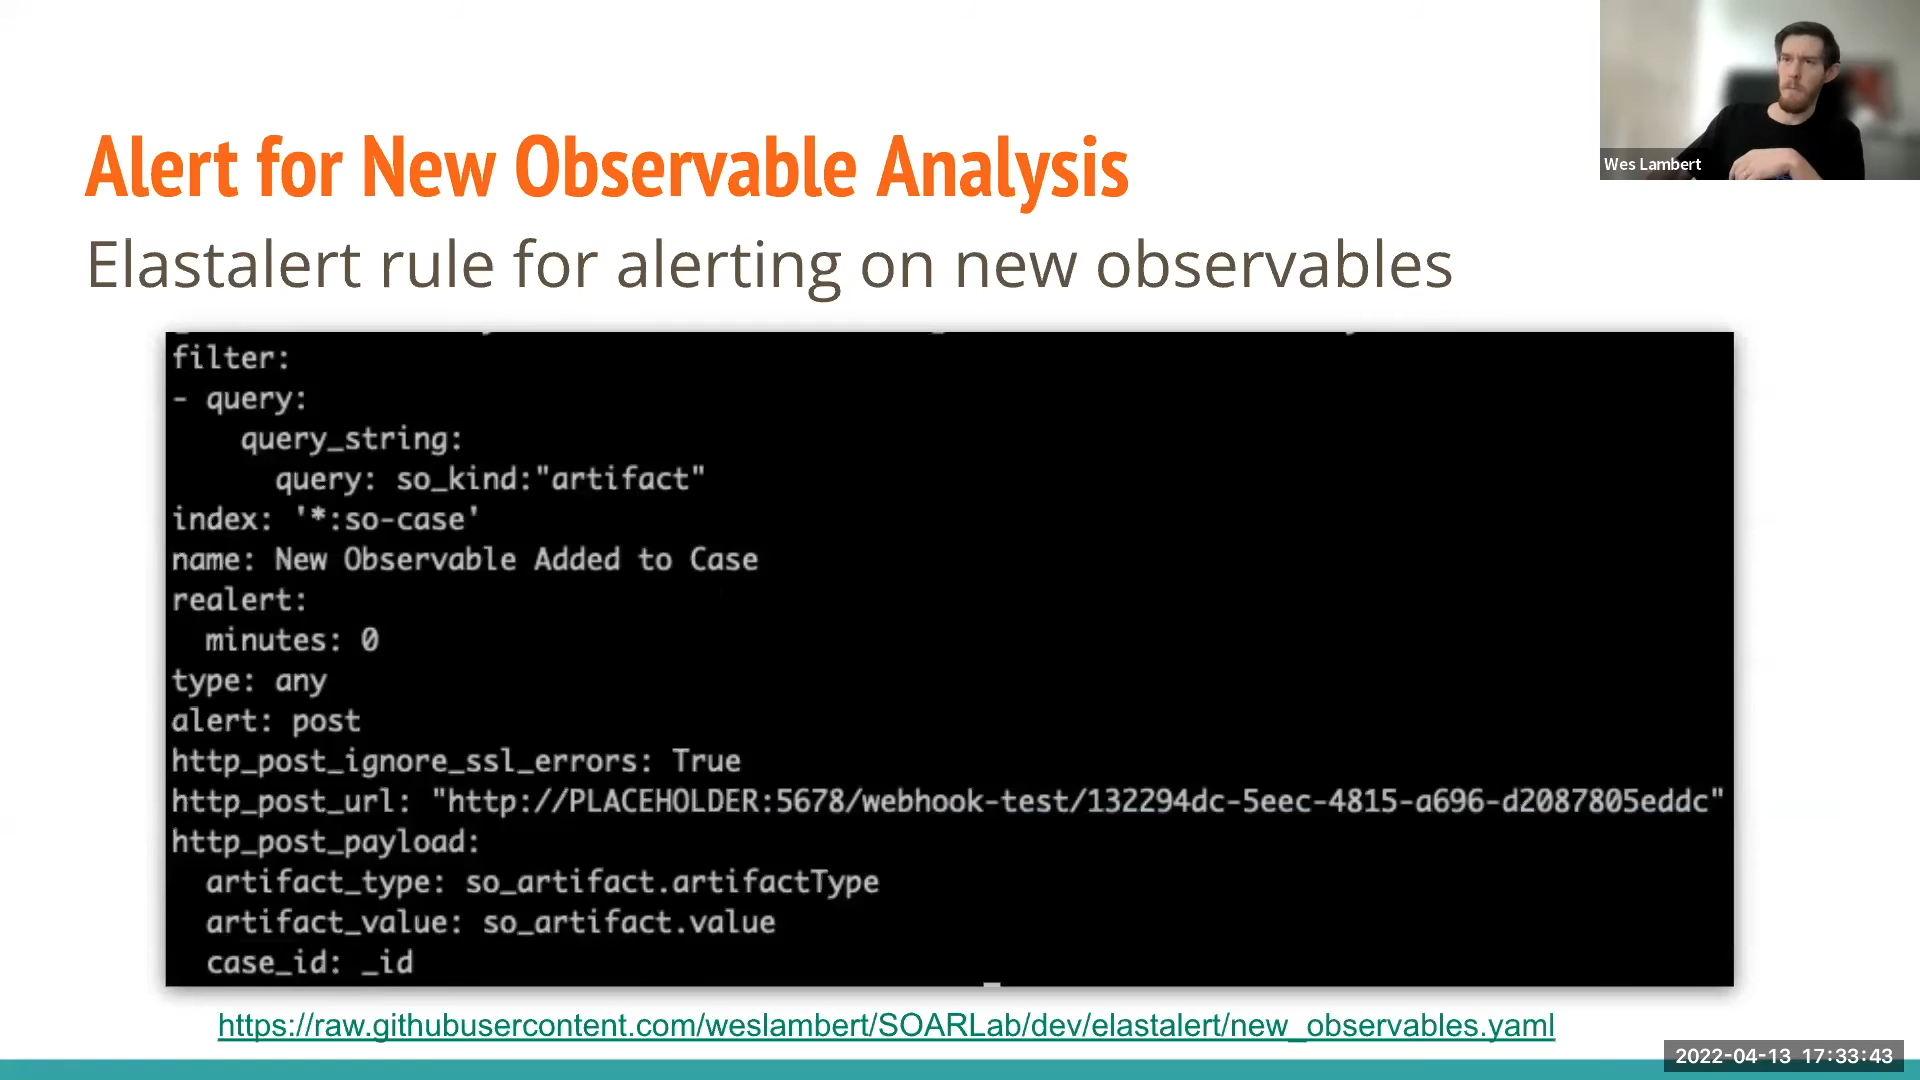 Alert for New Observable Analysis
Wes Lambert
Elastalert rule for alerting on new observables
filter:
- query:
    query_string:
      query: so_kind:"artifact"
index: '*:so-case'
name: New Observable Added to Case
realert:
  minutes: 0
type: any
alert: post
http_post_ignore_ssl_errors: True
http_post_url: "http://PLACEHOLDER:5678/webhook-test/132294dc-5eec-4815-a696-d2087805eddc"
http_post_payload:
  artifact_type: so_artifact.artifactType
  artifact_value: so_artifact.value
  case_id: _id
https://raw.githubusercontent.com/weslambert/SOARLab/dev/elastalert/new_observables.yaml
2022-04-13 17:33:43